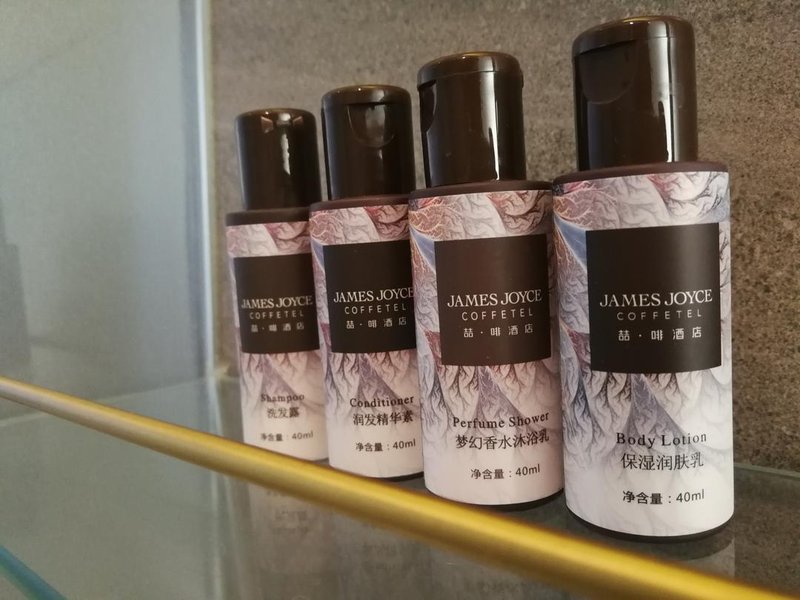 JAMES JOYCE
COFFETEL
喆·啡酒店
Shampoo
洗发露
净含量：40ml
JAMES JOYCE
COFFETEL
喆·啡酒店
Conditioner
润发精华素
净含量：40ml
JAMES JOYCE
COFFETEL
喆·啡酒店
Perfume Shower
梦幻香水沐浴乳
净含量：40ml
JAMES JOYCE
COFFETEL
喆·啡酒店
Body Lotion
保湿润肤乳
净含量：40ml